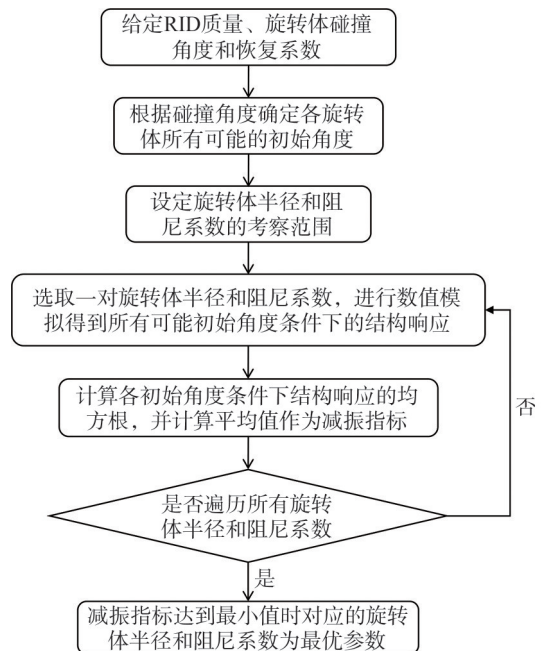 给定RID质量、旋转体碰撞
角度和恢复系数
根据碰撞角度确定各旋转
体所有可能的初始角度
设定旋转体半径和阻
尼系数的考察范围
选取一对旋转体半径和阻尼系数，进行数值模
拟得到所有可能初始角度条件下的结构响应
计算各初始角度条件下结构响应的均
方根，并计算平均值作为减振指标
否
是否遍历所有旋转
体半径和阻尼系数
是
减振指标达到最小值时对应的旋转
体半径和阻尼系数为最优参数